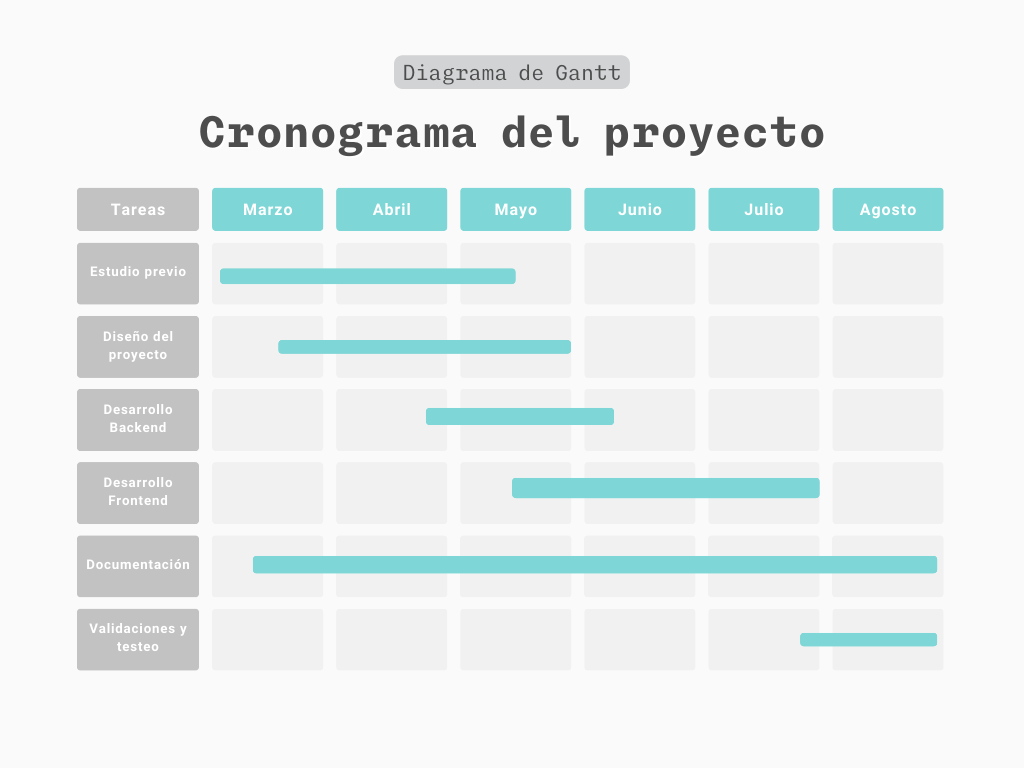 Diagrama de Gantt
Cronograma del proyecto
Tareas Marzo Abril Mayo Junio Julio Agosto
Estudio previo
Diseño del
proyecto
Desarrollo
Backend
Desarrollo
Frontend
Documentación
Validaciones y
testeo